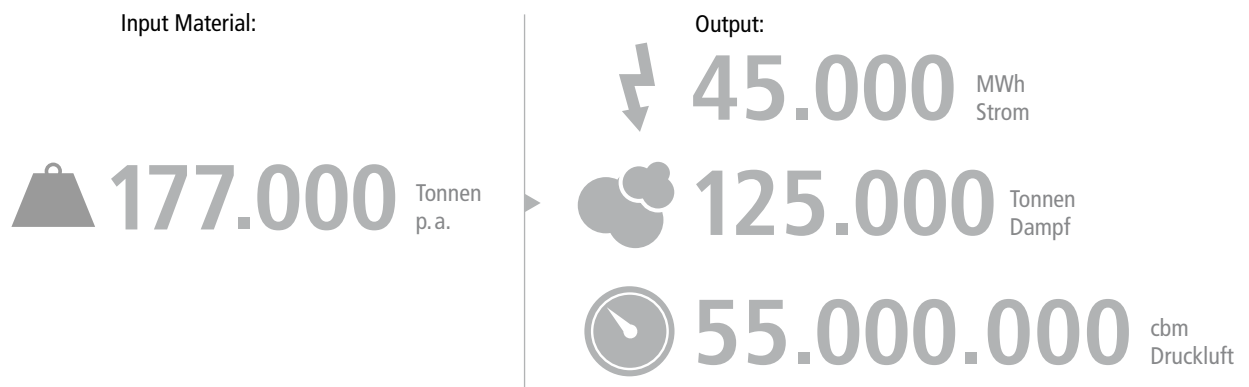 Input Material:
177.000
Tonnen
p. a.
Output:
45.000
MWh
Strom
125.000
Tonnen
Dampf
55.000.000
cbm
Druckluft